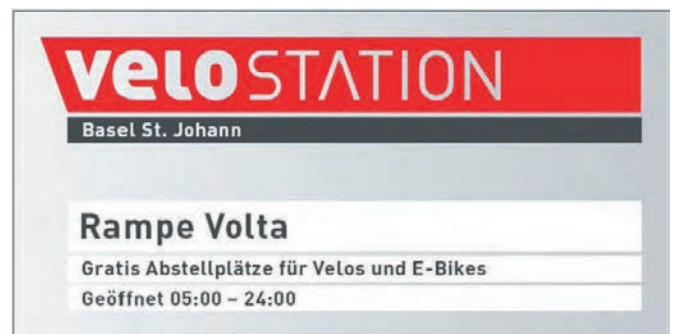 veloSTATION
Basel St. Johann
Rampe Volta
Gratis Abstellplätze für Velos und E-Bikes
Geöffnet 05:00 – 24:00